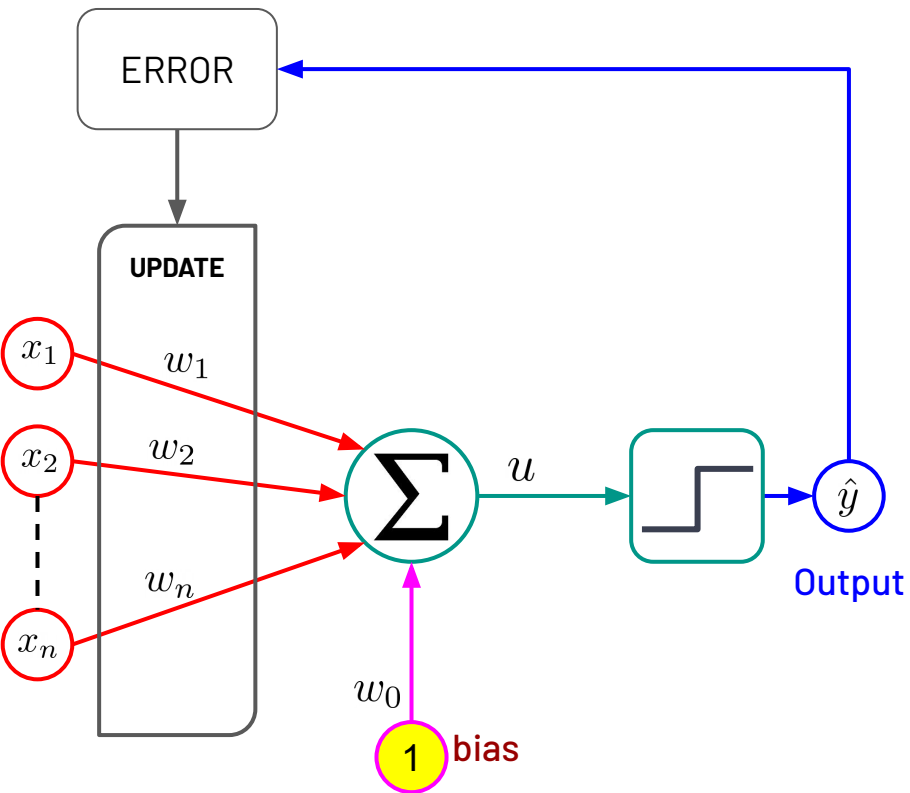 ERROR
UPDATE
x₁
w₁
x₂
w₂
Σ
u
ŷ
Output
wₙ
xₙ
w₀
1
bias